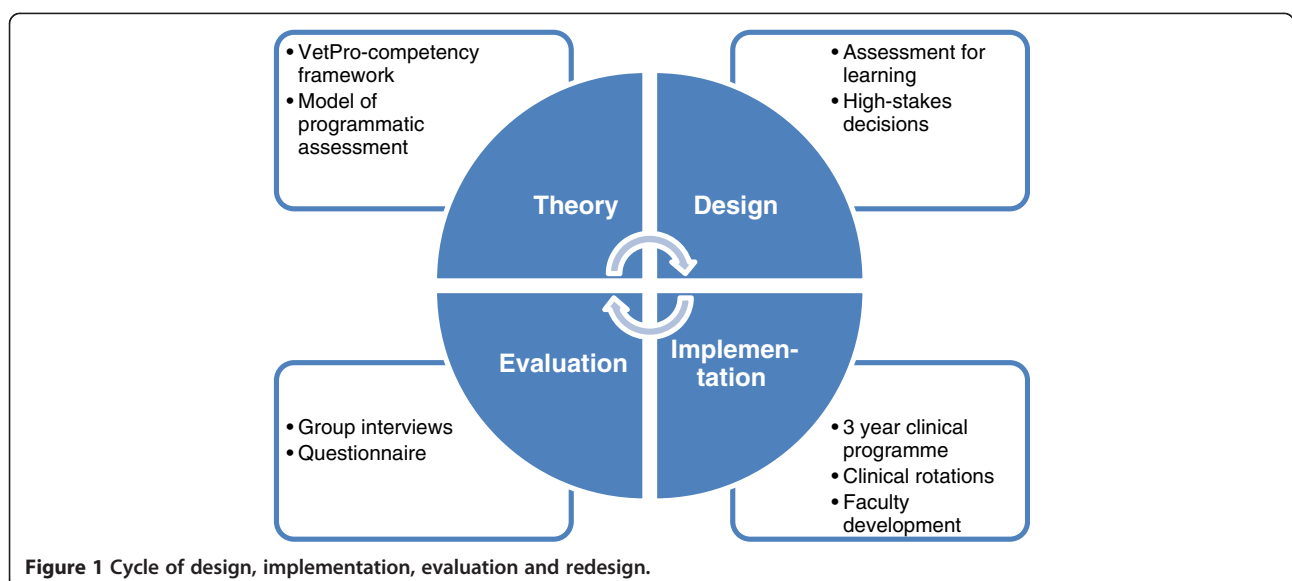 • VetPro-competency
framework
• Model of
programmatic
assessment
• Assessment for
learning
• High-stakes
decisions
Theory
Design
Evaluation
Implemen-
tation
• Group interviews
• Questionnaire
• 3 year clinical
programme
• Clinical rotations
• Faculty
development
Figure 1 Cycle of design, implementation, evaluation and redesign.